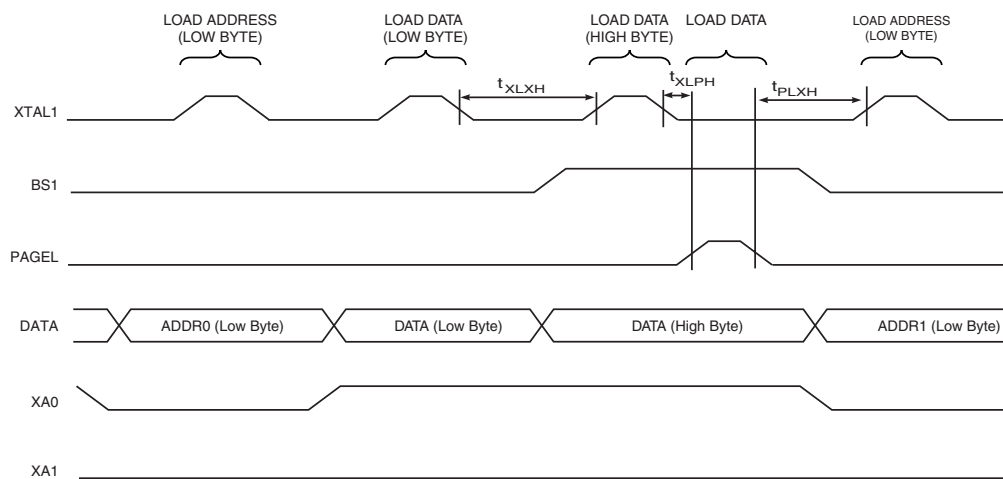 LOAD ADDRESS
(LOW BYTE)
LOAD DATA
(LOW BYTE)
LOAD DATA
(HIGH BYTE)
LOAD DATA
LOAD ADDRESS
(LOW BYTE)
tXLXH
tXLPH
tPLXH
XTAL1
BS1
PAGEL
DATA
ADDR0 (Low Byte)
DATA (Low Byte)
DATA (High Byte)
ADDR1 (Low Byte)
XA0
XA1